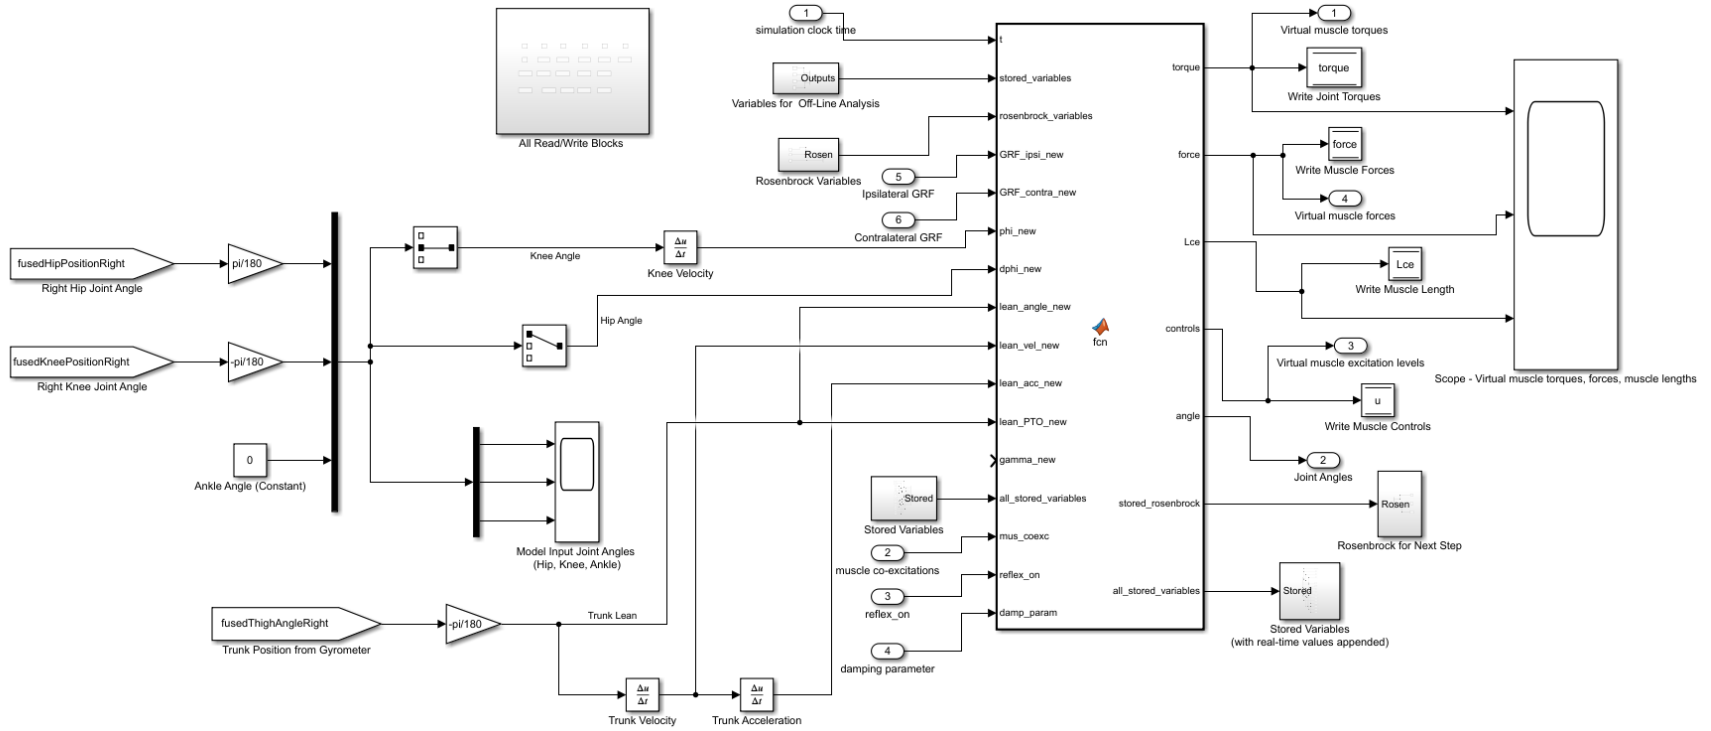 All Read/Write Blocks
1
simulation clock time
Outputs
Variables for Off-Line Analysis
Rosen
Rosenbrock Variables
5
Ipsilateral GRF
6
Contralateral GRF
fusedHipPositionRight
Right Hip Joint Angle
pi/180
fusedKneePositionRight
Right Knee Joint Angle
-pi/180
0
Ankle Angle (Constant)
Knee Angle
Δu
Δt
Knee Velocity
Hip Angle
Model Input Joint Angles
(Hip, Knee, Ankle)
fusedThighAngleRight
Trunk Position from Gyrometer
-pi/180
Trunk Lean
Δu
Δt
Trunk Velocity
Δu
Δt
Trunk Acceleration
Stored
Stored Variables
2
muscle co-excitations
3
reflex_on
4
damping parameter
t
stored_variables
rosenbrock_variables
GRF_ipsi_new
GRF_contra_new
phi_new
dphi_new
lean_angle_new
lean_vel_new
lean_acc_new
lean_PTO_new
gamma_new
all_stored_variables
mus_coexc
reflex_on
damp_param
fcn
torque
force
Lce
controls
angle
stored_rosenbrock
all_stored_variables
1
Virtual muscle torques
torque
Write Joint Torques
force
Write Muscle Forces
4
Virtual muscle forces
Lce
Write Muscle Length
3
Virtual muscle excitation levels
u
Write Muscle Controls
2
Joint Angles
Rosen
Rosenbrock for Next Step
Stored
Stored Variables
(with real-time values appended)
Scope - Virtual muscle torques, forces, muscle lengths